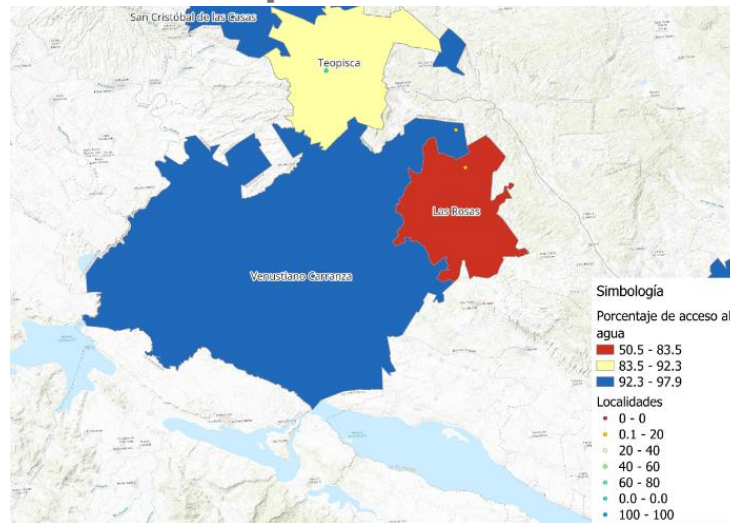 San Cristóbal de las Casas
Teopisca
Las Rosas
Venustiano Carranza
Simbología
Porcentaje de acceso al
agua
50.5 - 83.5
83.5 - 92.3
92.3 - 97.9
Localidades
0 - 0
0.1 - 20
20 - 40
40 - 60
60 - 80
0.0 - 0.0
100 - 100